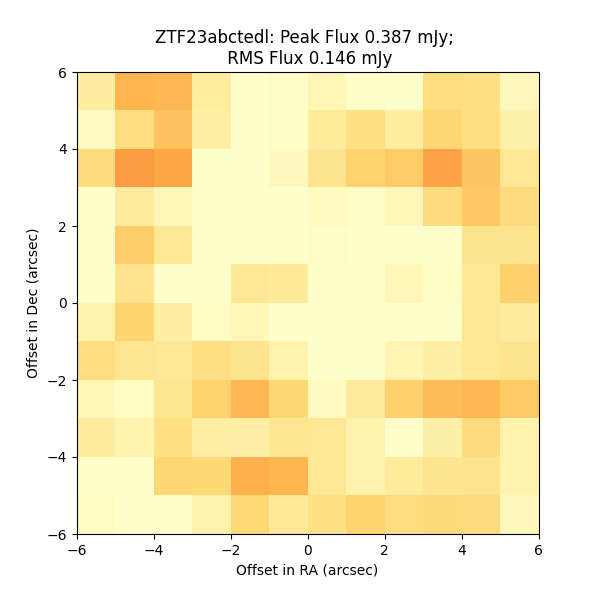 ZTF23abctedl: Peak Flux 0.387 mJy;
RMS Flux 0.146 mJy
6
4
2
0
−2
−4
−6
Offset in Dec (arcsec)
−6 −4 −2 0 2 4 6
Offset in RA (arcsec)